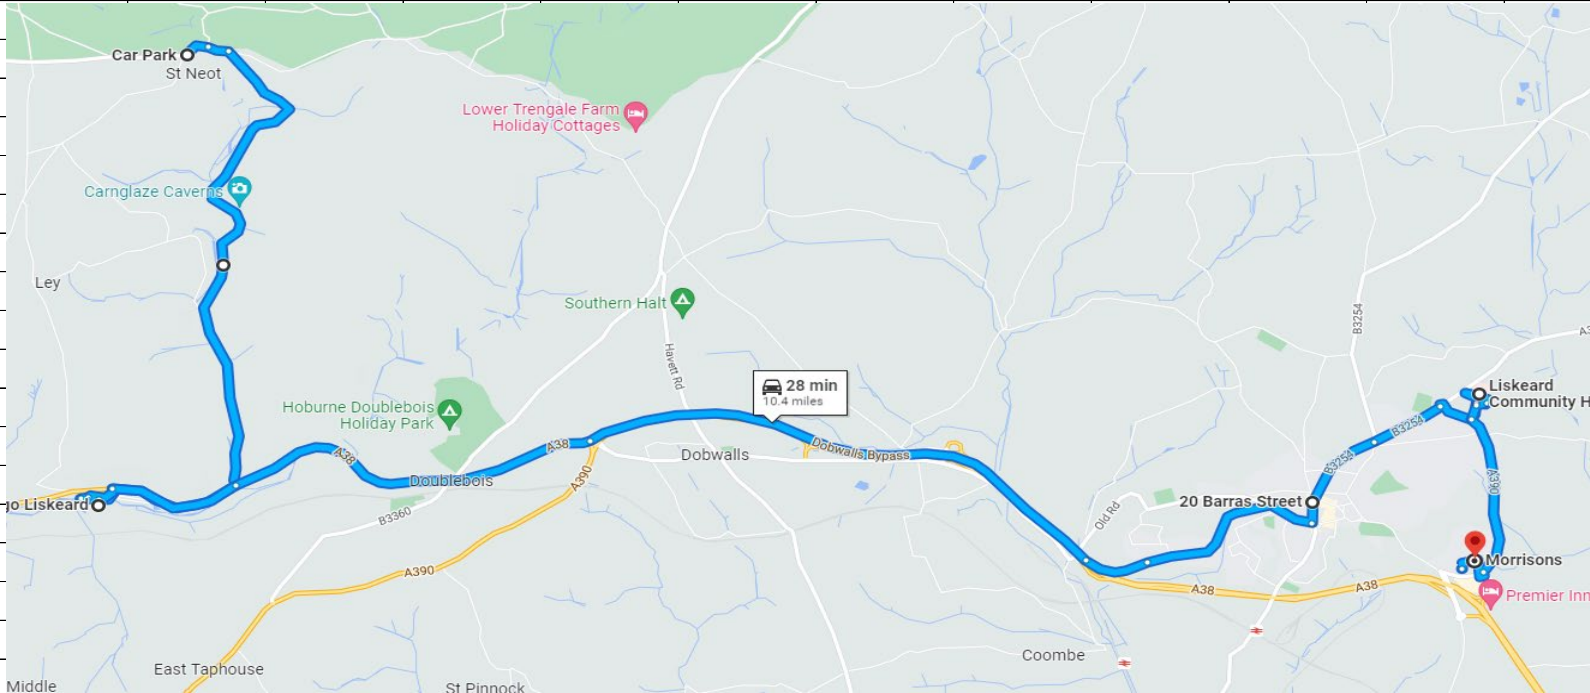 Car Park
St Neot
Lower Trengale Farm
Holiday Cottages
Carnglaze Caverns
Ley
Southern Halt
B3254
Havett Rd
28 min
10.4 miles
Liskeard
Community H
Hoburne Doublebois
Holiday Park
B3254
A38
A38
Dobwalls Bypass
Dobwalls
B3254
A390
Doublebois
A390
go Liskeard
20 Barras Street
B3360
Old Rd
Morrisons
A390
A38
A38
Premier Inn
Coombe
East Taphouse
Middle
St Pinnock